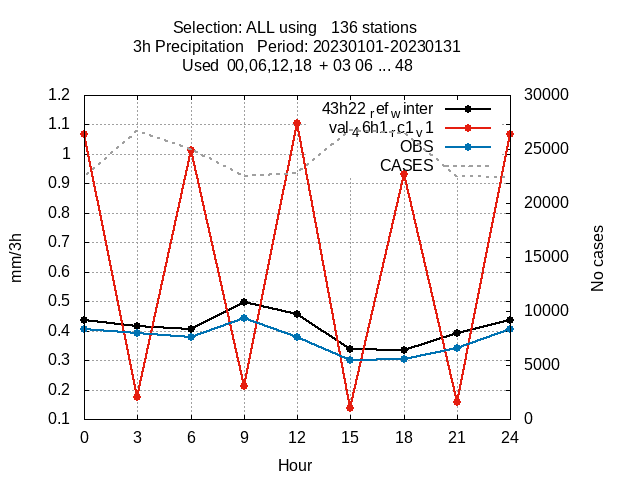 Selection: ALL using 136 stations
3h Precipitation Period: 20230101-20230131
Used 00,06,12,18 + 03 06 ... 48
43h22refwinter
val46h1rc1v1
OBS
CASES
1.2
1.1
1
0.9
0.8
0.7
0.6
0.5
0.4
0.3
0.2
0.1
mm/3h
30000
25000
20000
15000
10000
5000
0
No cases
0 3 6 9 12 15 18 21 24
Hour